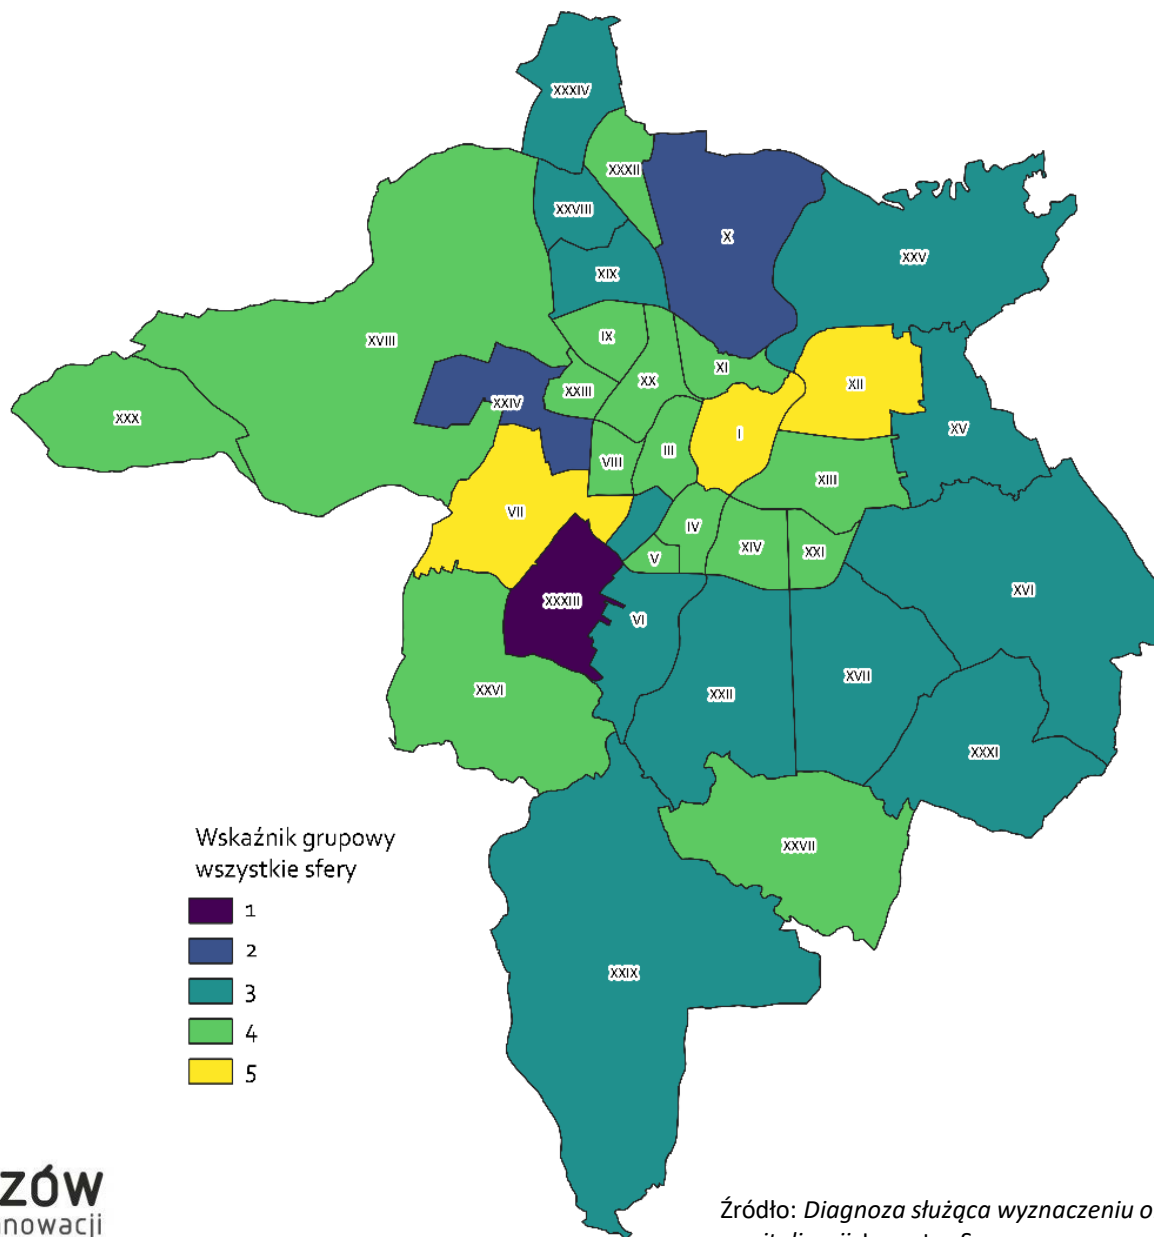 XXXIV
XXXII
XXVIII
X
XXV
XIX
IX
XVIII
XI
XX
XII
XXIII
XXIV
XXX
I
XV
III
VIII
XIII
VII
IV
XIV
XXI
V
XVI
XXXIII
VI
XVII
XXVI
XXII
XXXI
Wskaźnik grupowy
wszystkie sfery
XXVII
1
2
3
4
5
XXIX
ZÓW
nowacji
Źródło: Diagnoza służąca wyznaczeniu o